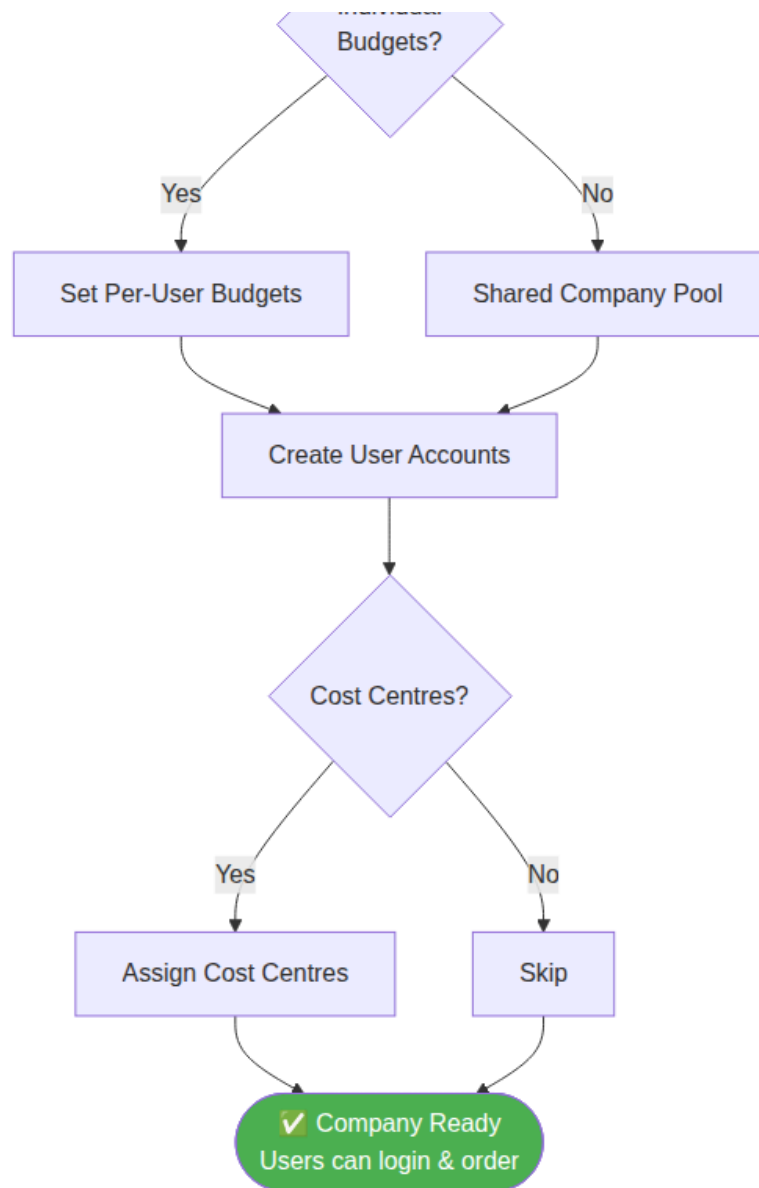 Individual
Budgets?
Yes
No
Set Per-User Budgets
Shared Company Pool
Create User Accounts
Cost Centres?
Yes
No
Assign Cost Centres
Skip
✅ Company Ready
Users can login & order